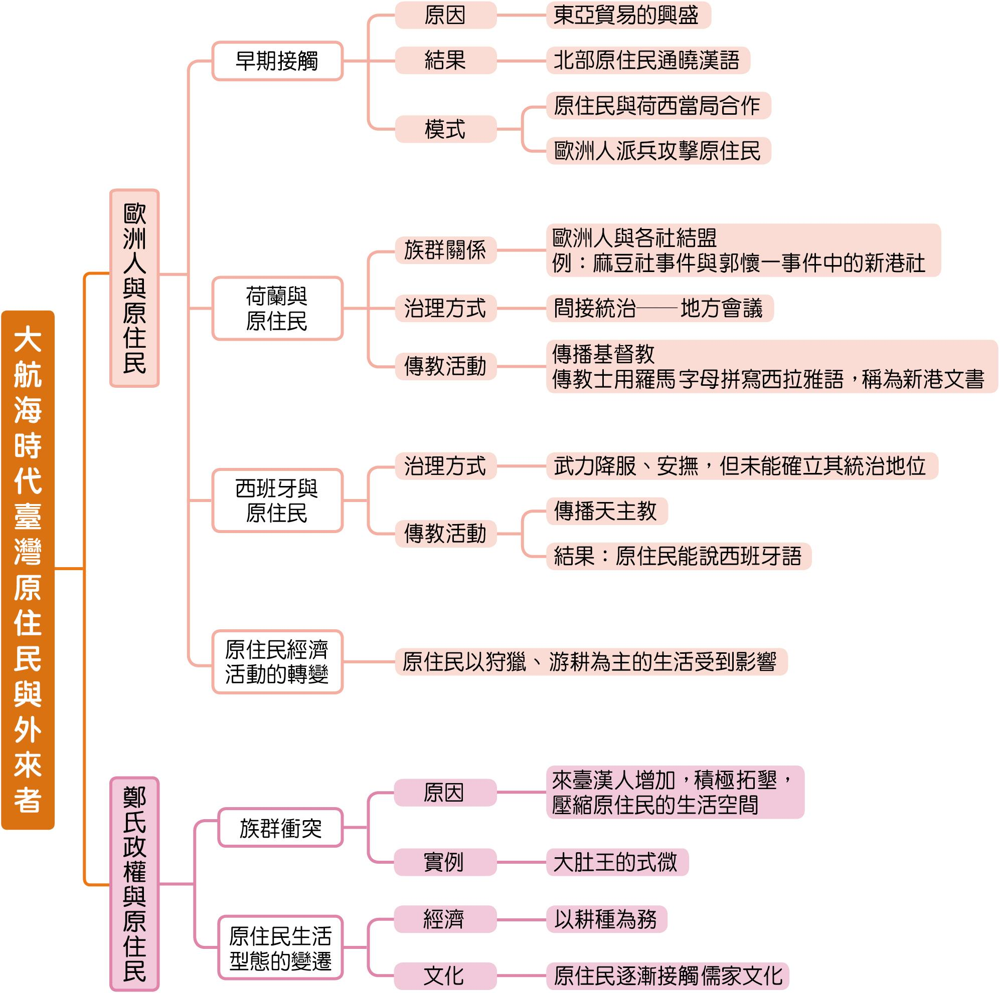 大航海時代臺灣原住民與外來者
歐洲人與原住民
早期接觸
原因
東亞貿易的興盛
結果
北部原住民通曉漢語
模式
原住民與荷西當局合作
歐洲人派兵攻擊原住民
荷蘭與
原住民
族群關係
歐洲人與各社結盟
例：麻豆社事件與郭懷一事件中的新港社
治理方式
間接統治──地方會議
傳教活動
傳播基督教
傳教士用羅馬字母拼寫西拉雅語，稱為新港文書
西班牙與
原住民
治理方式
武力降服、安撫，但未能確立其統治地位
傳教活動
傳播天主教
結果：原住民能說西班牙語
原住民經濟
活動的轉變
原住民以狩獵、游耕為主的生活受到影響
鄭氏政權與原住民
族群衝突
原因
來臺漢人增加，積極拓墾，
壓縮原住民的生活空間
實例
大肚王的式微
原住民生活
型態的變遷
經濟
以耕種為務
文化
原住民逐漸接觸儒家文化